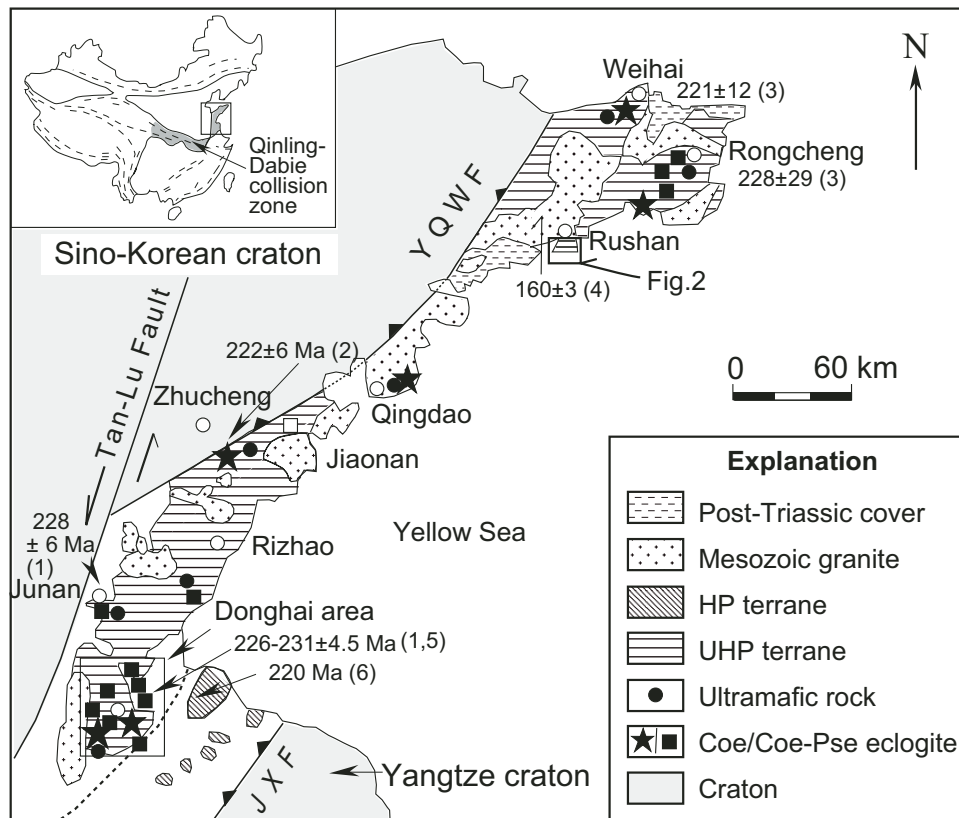 N
Qinling-
Dabie
collision
zone
Weihai
221±12 (3)
Rongcheng
228±29 (3)
YQWF
Rushan
Fig.2
160±3 (4)
Sino-Korean craton
Tan-Lu Fault
222±6 Ma (2)
Zhucheng
0 60 km
Qingdao
Jiaonan
Yellow Sea
Rizhao
228
± 6 Ma
(1)
Junan
Donghai area
226-231±4.5 Ma (1,5)
220 Ma (6)
JXF
Yangtze craton
Explanation
Post-Triassic cover
Mesozoic granite
HP terrane
UHP terrane
Ultramafic rock
Coe/Coe-Pse eclogite
Craton